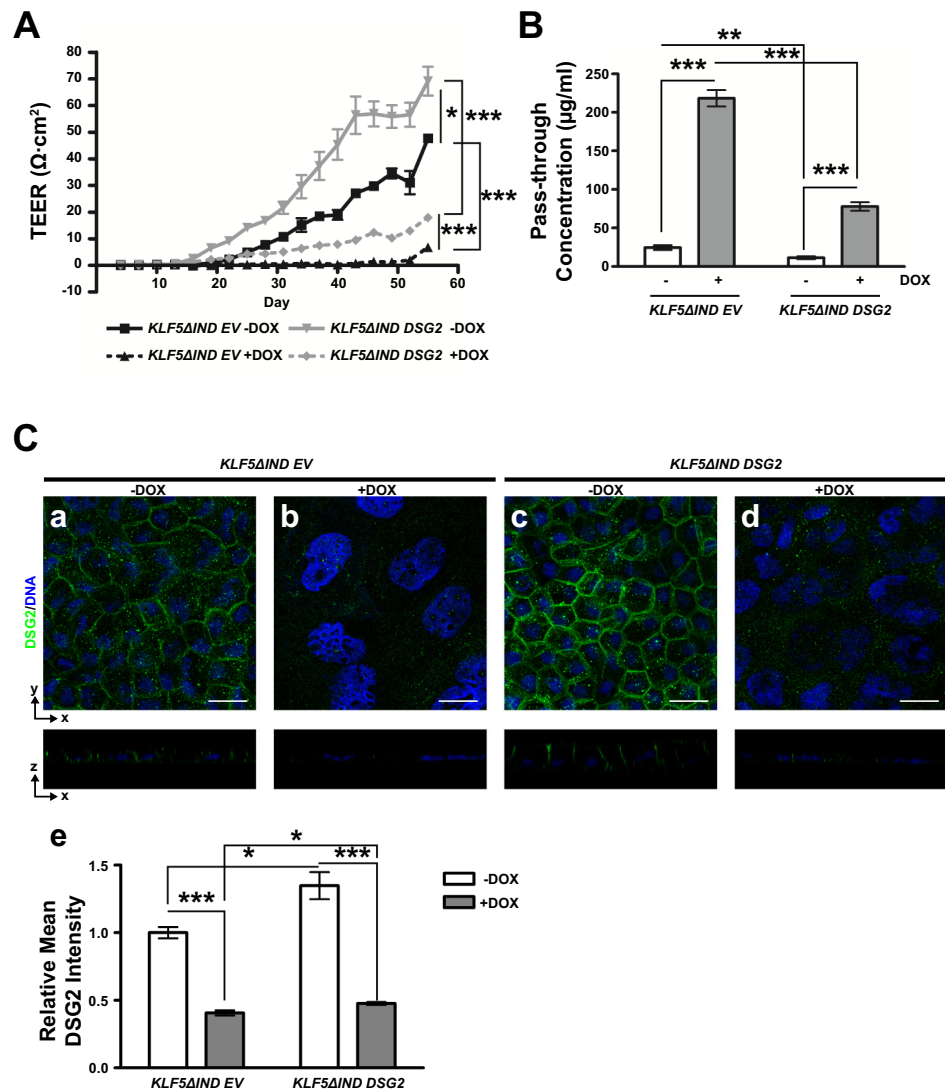 A
TEER (Ω·cm²)
80
70
60
50
40
30
20
10
0
-10
10
20
30
40
50
60
Day
*
***
***
***
KLF5ΔIND EV -DOX
KLF5ΔIND DSG2 -DOX
KLF5ΔIND EV +DOX
KLF5ΔIND DSG2 +DOX
B
Pass-through
Concentration (µg/ml)
250
200
150
100
50
0
**
***
***
***
- + - + DOX
KLF5ΔIND EV
KLF5ΔIND DSG2
C
KLF5ΔIND EV
KLF5ΔIND DSG2
-DOX
+DOX
-DOX
+DOX
a
b
c
d
DSG2/DNA
y
x
z
x
e
Relative Mean
DSG2 Intensity
1.5
1.0
0.5
0.0
*
*
***
***
-DOX
+DOX
KLF5ΔIND EV
KLF5ΔIND DSG2